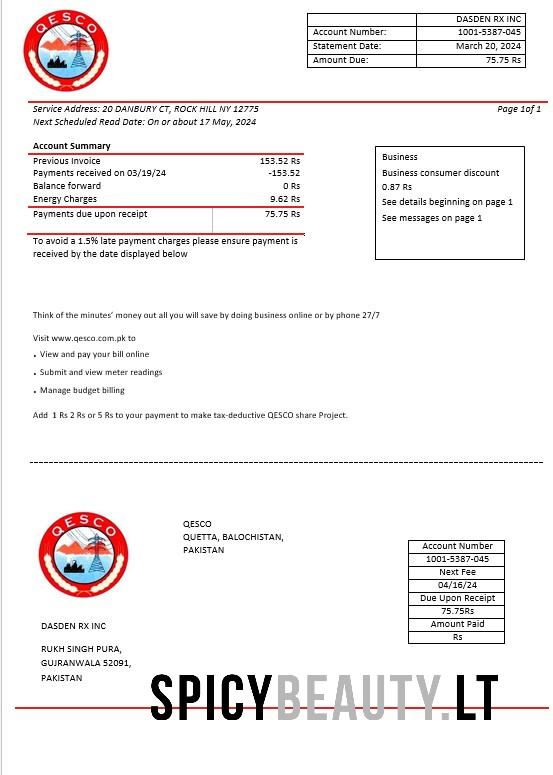 QESCO
DASDEN RX INC
Account Number: 1001-5387-045
Statement Date: March 20, 2024
Amount Due: 75.75 Rs
Service Address: 20 DANBURY CT, ROCK HILL NY 12775 Page 1of 1
Next Scheduled Read Date: On or about 17 May, 2024
Account Summary
Previous Invoice 153.52 Rs
Payments received on 03/19/24 -153.52
Balance forward 0 Rs
Energy Charges 9.62 Rs
Payments due upon receipt 75.75 Rs
To avoid a 1.5% late payment charges please ensure payment is
received by the date displayed below
Business
Business consumer discount
0.87 Rs
See details beginning on page 1
See messages on page 1
Think of the minutes' money out all you will save by doing business online or by phone 27/7
Visit www.qesco.com.pk to
• View and pay your bill online
• Submit and view meter readings
• Manage budget billing
Add 1 Rs 2 Rs or 5 Rs to your payment to make tax-deductive QESCO share Project.
QESCO
QESCO
QUETTA, BALOCHISTAN,
PAKISTAN
Account Number
1001-5387-045
Next Fee
04/16/24
Due Upon Receipt
75.75Rs
Amount Paid
Rs
DASDEN RX INC
RUKH SINGH PURA,
GUJRANWALA 52091,
PAKISTAN
SPICYBEAUTY.LT